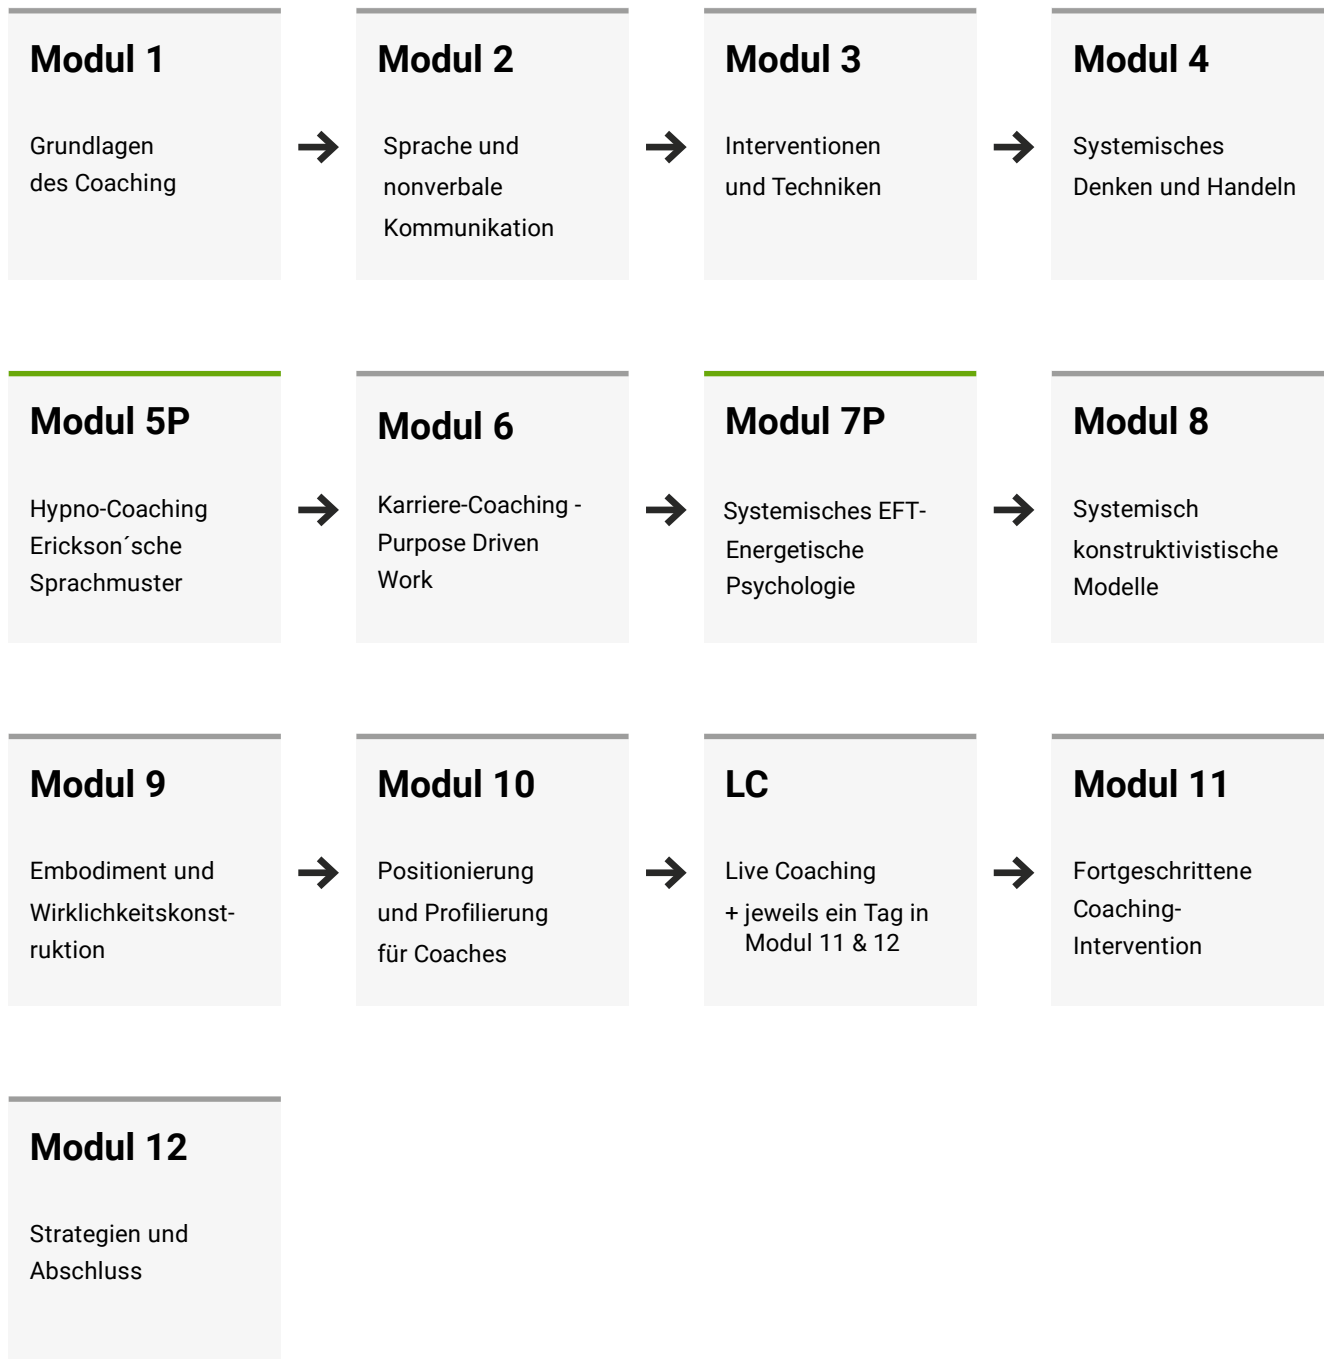 Modul 1
Grundlagen
des Coaching
Modul 2
Sprache und
nonverbale
Kommunikation
Modul 3
Interventionen
und Techniken
Modul 4
Systemisches
Denken und Handeln
Modul 5P
Hypno-Coaching
Erickson´sche
Sprachmuster
Modul 6
Karriere-Coaching -
Purpose Driven
Work
Modul 7P
Systemisches EFT-
Energetische
Psychologie
Modul 8
Systemisch
konstruktivistische
Modelle
Modul 9
Embodiment und
Wirklichkeitskonst-
ruktion
Modul 10
Positionierung
und Profilierung
für Coaches
LC
Live Coaching
+ jeweils ein Tag in
Modul 11 & 12
Modul 11
Fortgeschrittene
Coaching-
Intervention
Modul 12
Strategien und
Abschluss